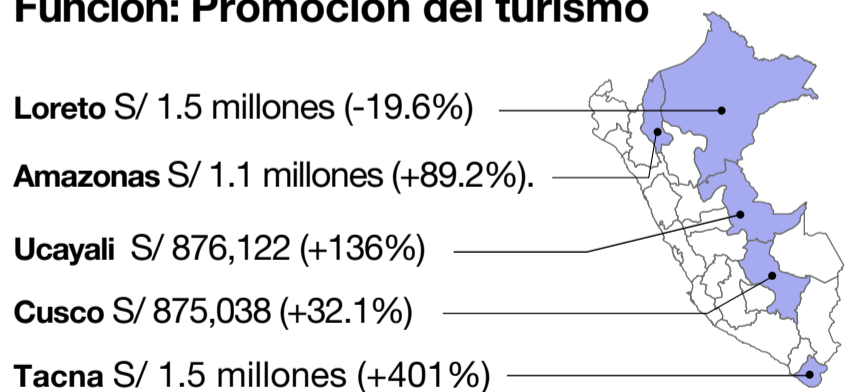 Función: Promoción del turismo
Loreto S/ 1.5 millones (-19.6%)
Amazonas S/ 1.1 millones (+89.2%).
Ucayali S/ 876,122 (+136%)
Cusco S/ 875,038 (+32.1%)
Tacna S/ 1.5 millones (+401%)